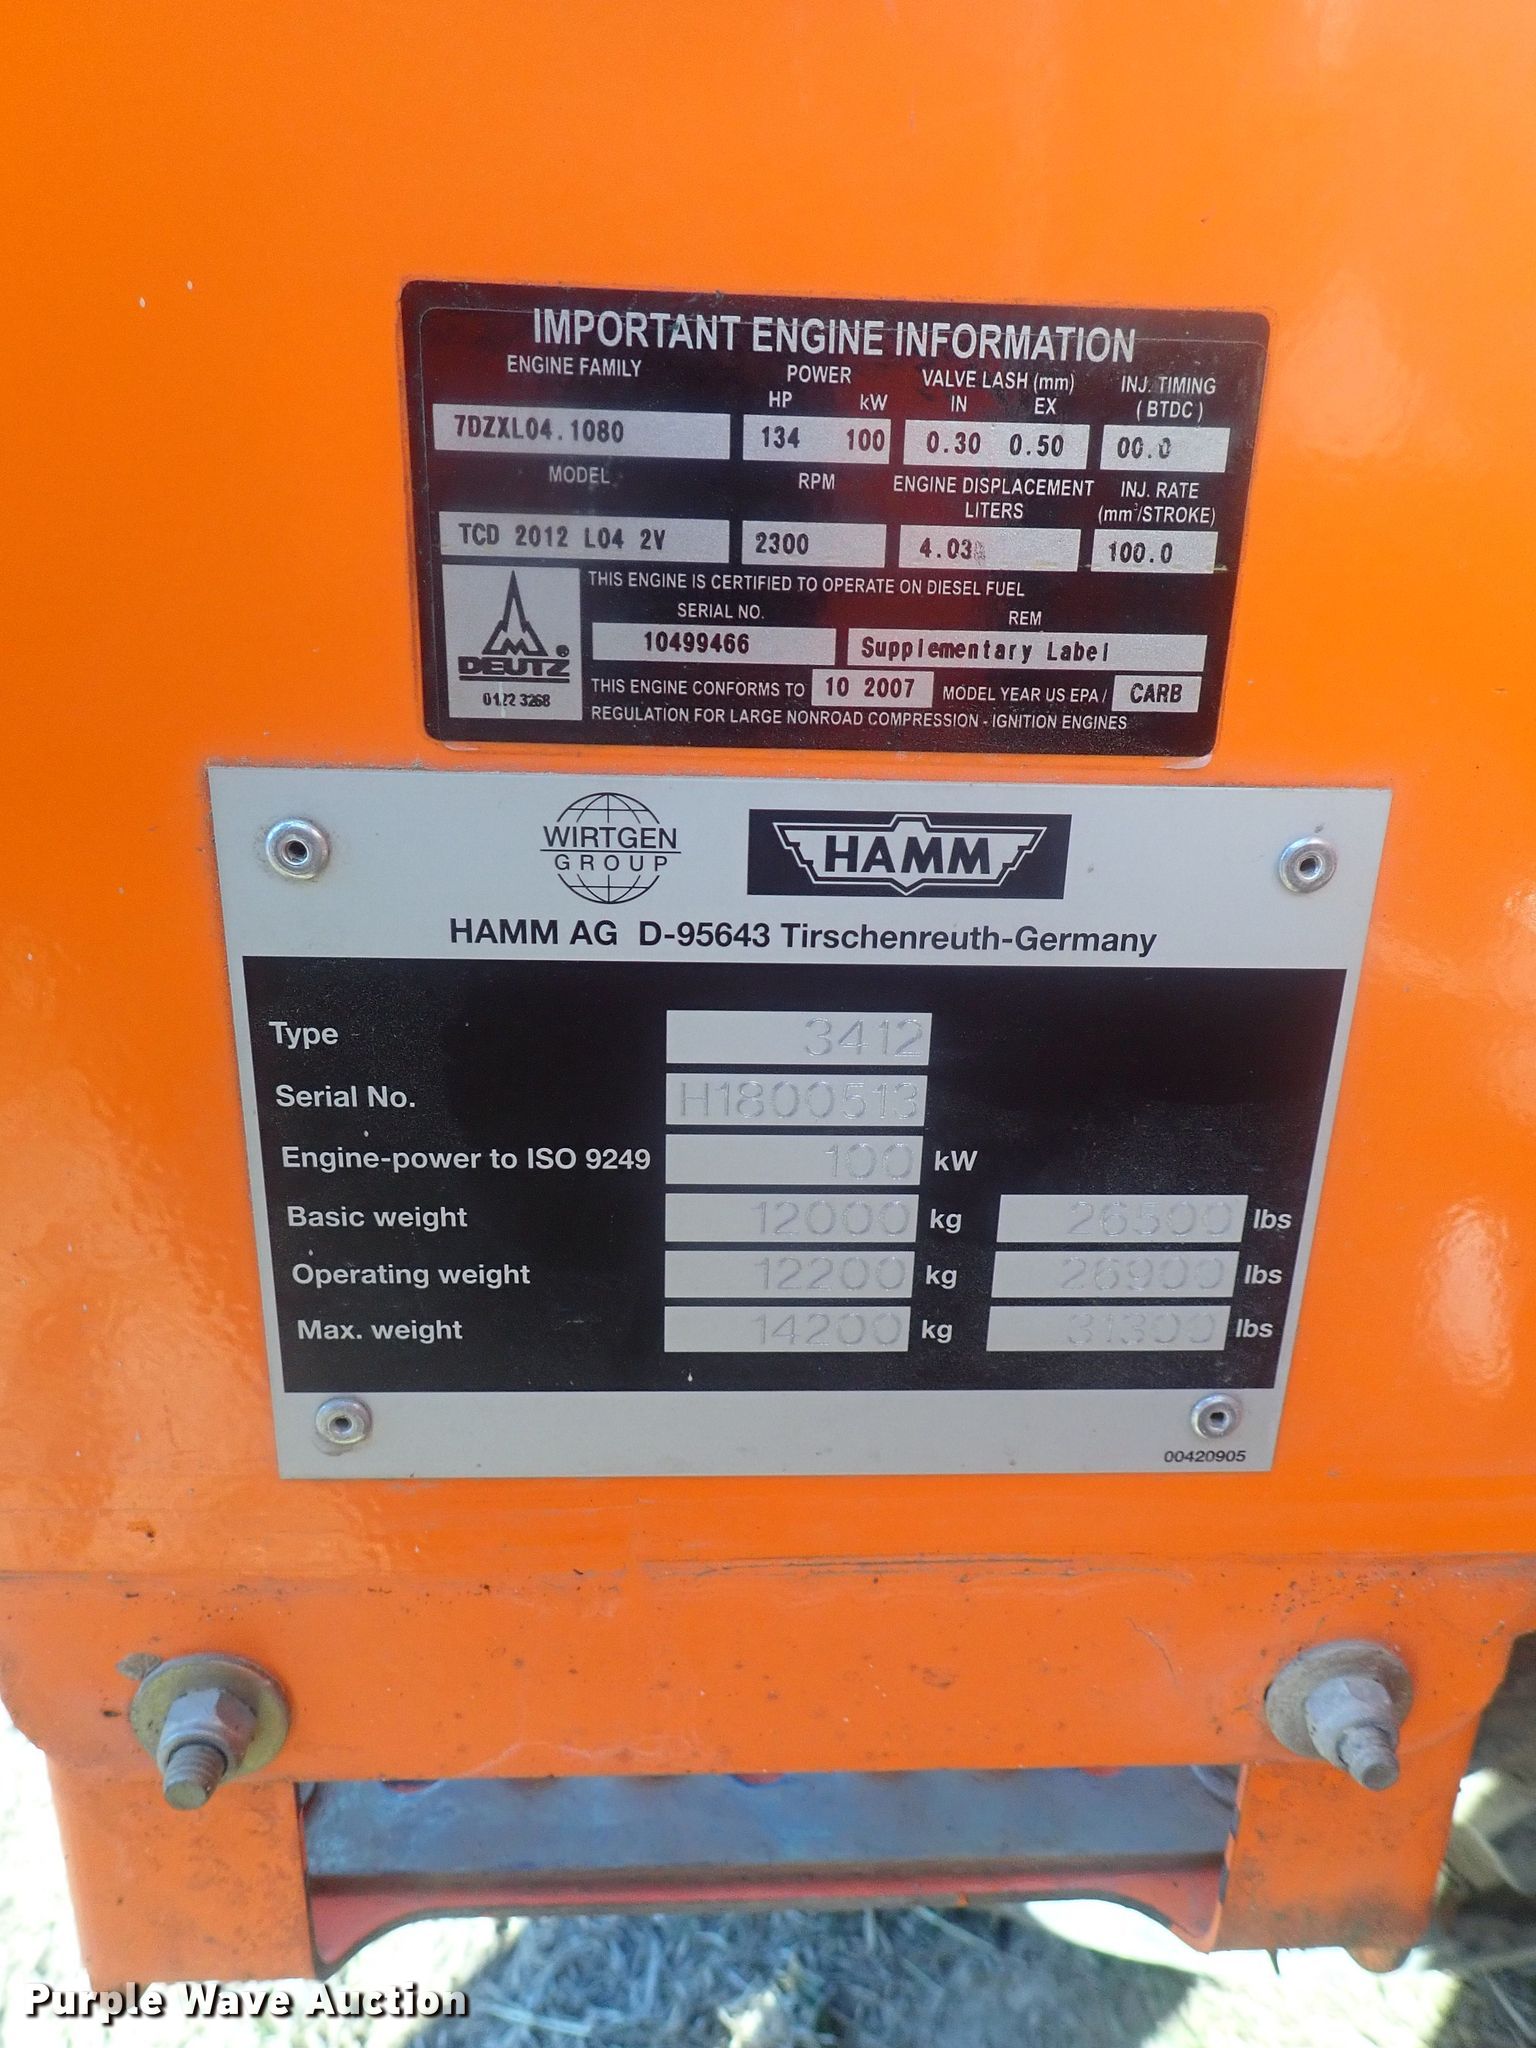 IMPORTANT ENGINE INFORMATION
ENGINE FAMILY POWER VALVE LASH (mm) INJ. TIMING
HP kW IN EX (BTDC)
7DZXL04.1080 134 100 0.30 0.50 00.0
MODEL RPM ENGINE DISPLACEMENT INJ. RATE
LITERS (mm³/STROKE)
TCD 2012 L04 2V 2300 4.03 100.0
THIS ENGINE IS CERTIFIED TO OPERATE ON DIESEL FUEL
SERIAL NO. REM
10499466 Supplementary Label
DEUTZ ®
0122 3268
THIS ENGINE CONFORMS TO 10 2007 MODEL YEAR US EPA / CARB
REGULATION FOR LARGE NONROAD COMPRESSION - IGNITION ENGINES
WIRTGEN
GROUP
HAMM
HAMM AG D-95643 Tirschenreuth-Germany
Type 3412
Serial No. H1800513
Engine-power to ISO 9249 100 kW
Basic weight 12000 kg 26500 lbs
Operating weight 12200 kg 26900 lbs
Max. weight 14200 kg 31300 lbs
00420905
Purple Wave Auction